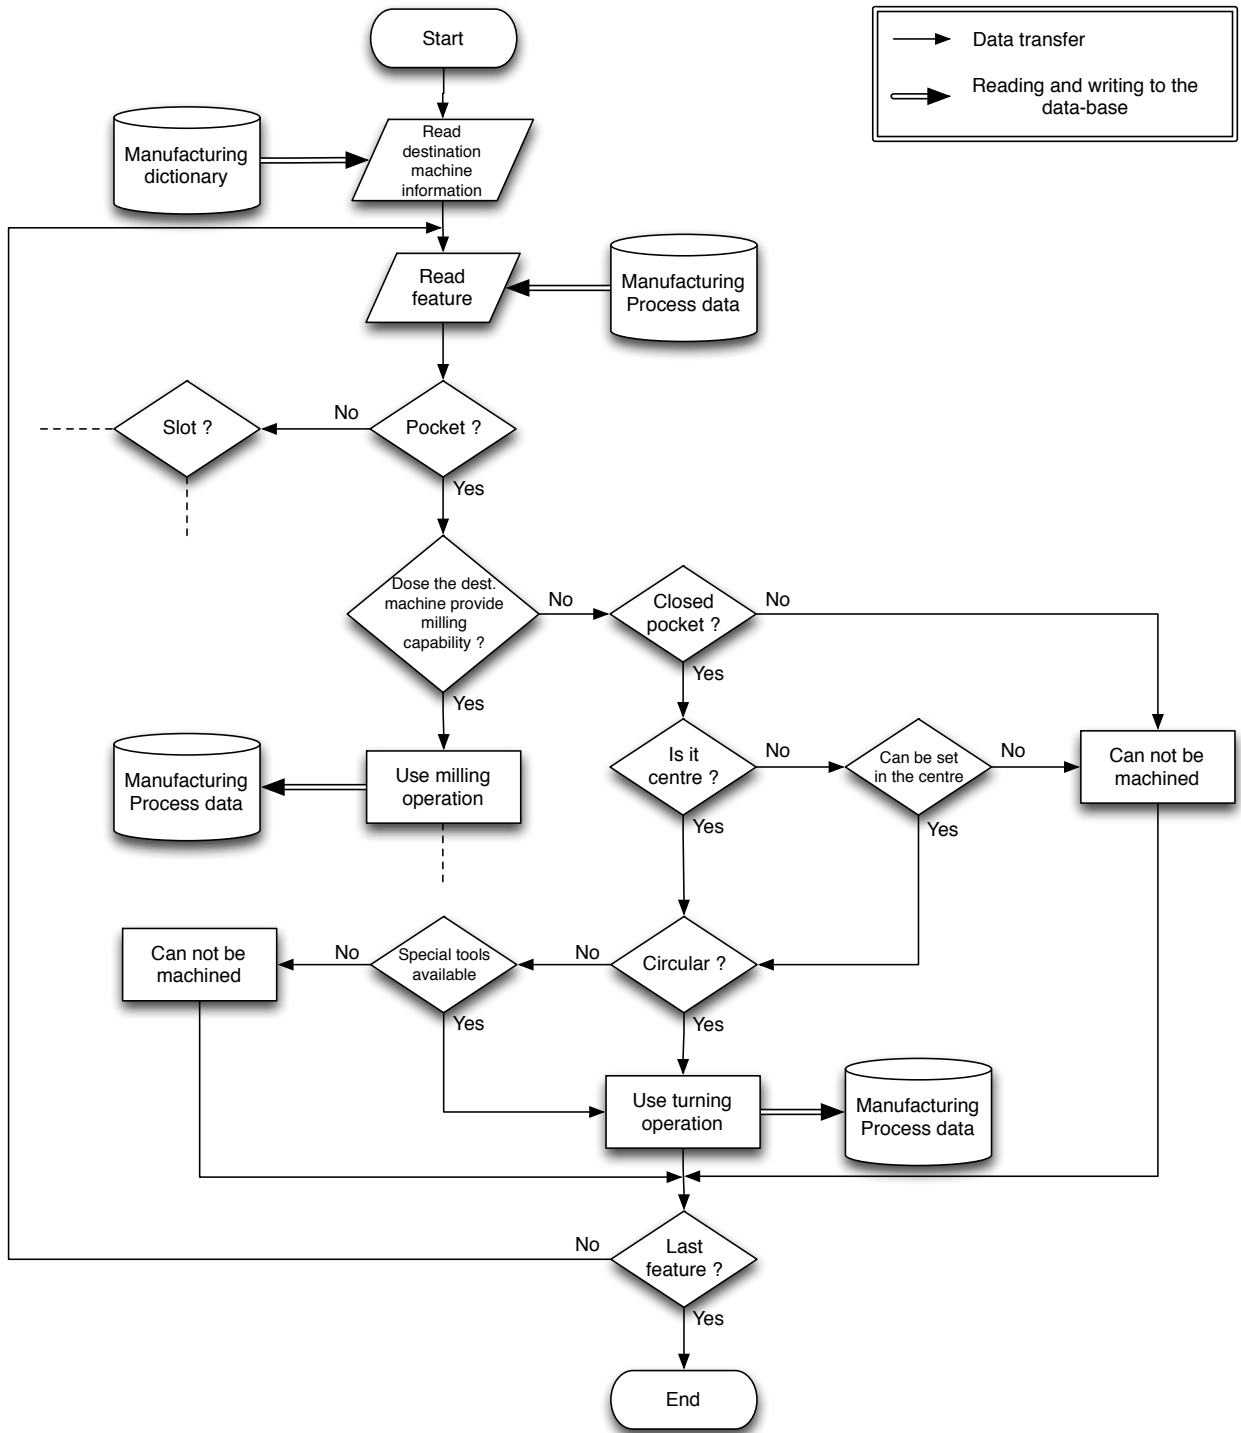 Start
Data transfer
Reading and writing to the
data-base
Manufacturing
dictionary
Read
destination
machine
information
Read
feature
Manufacturing
Process data
Slot ?
No
Pocket ?
Yes
Dose the dest.
machine provide
milling
capability ?
No
Closed
pocket ?
No
Yes
Yes
Manufacturing
Process data
Use milling
operation
Is it
centre ?
No
Can be set
in the centre
No
Can not be
machined
Yes
Yes
Can not be
machined
No
Special tools
available
No
Circular ?
Yes
Yes
Use turning
operation
Manufacturing
Process data
No
Last
feature ?
Yes
End